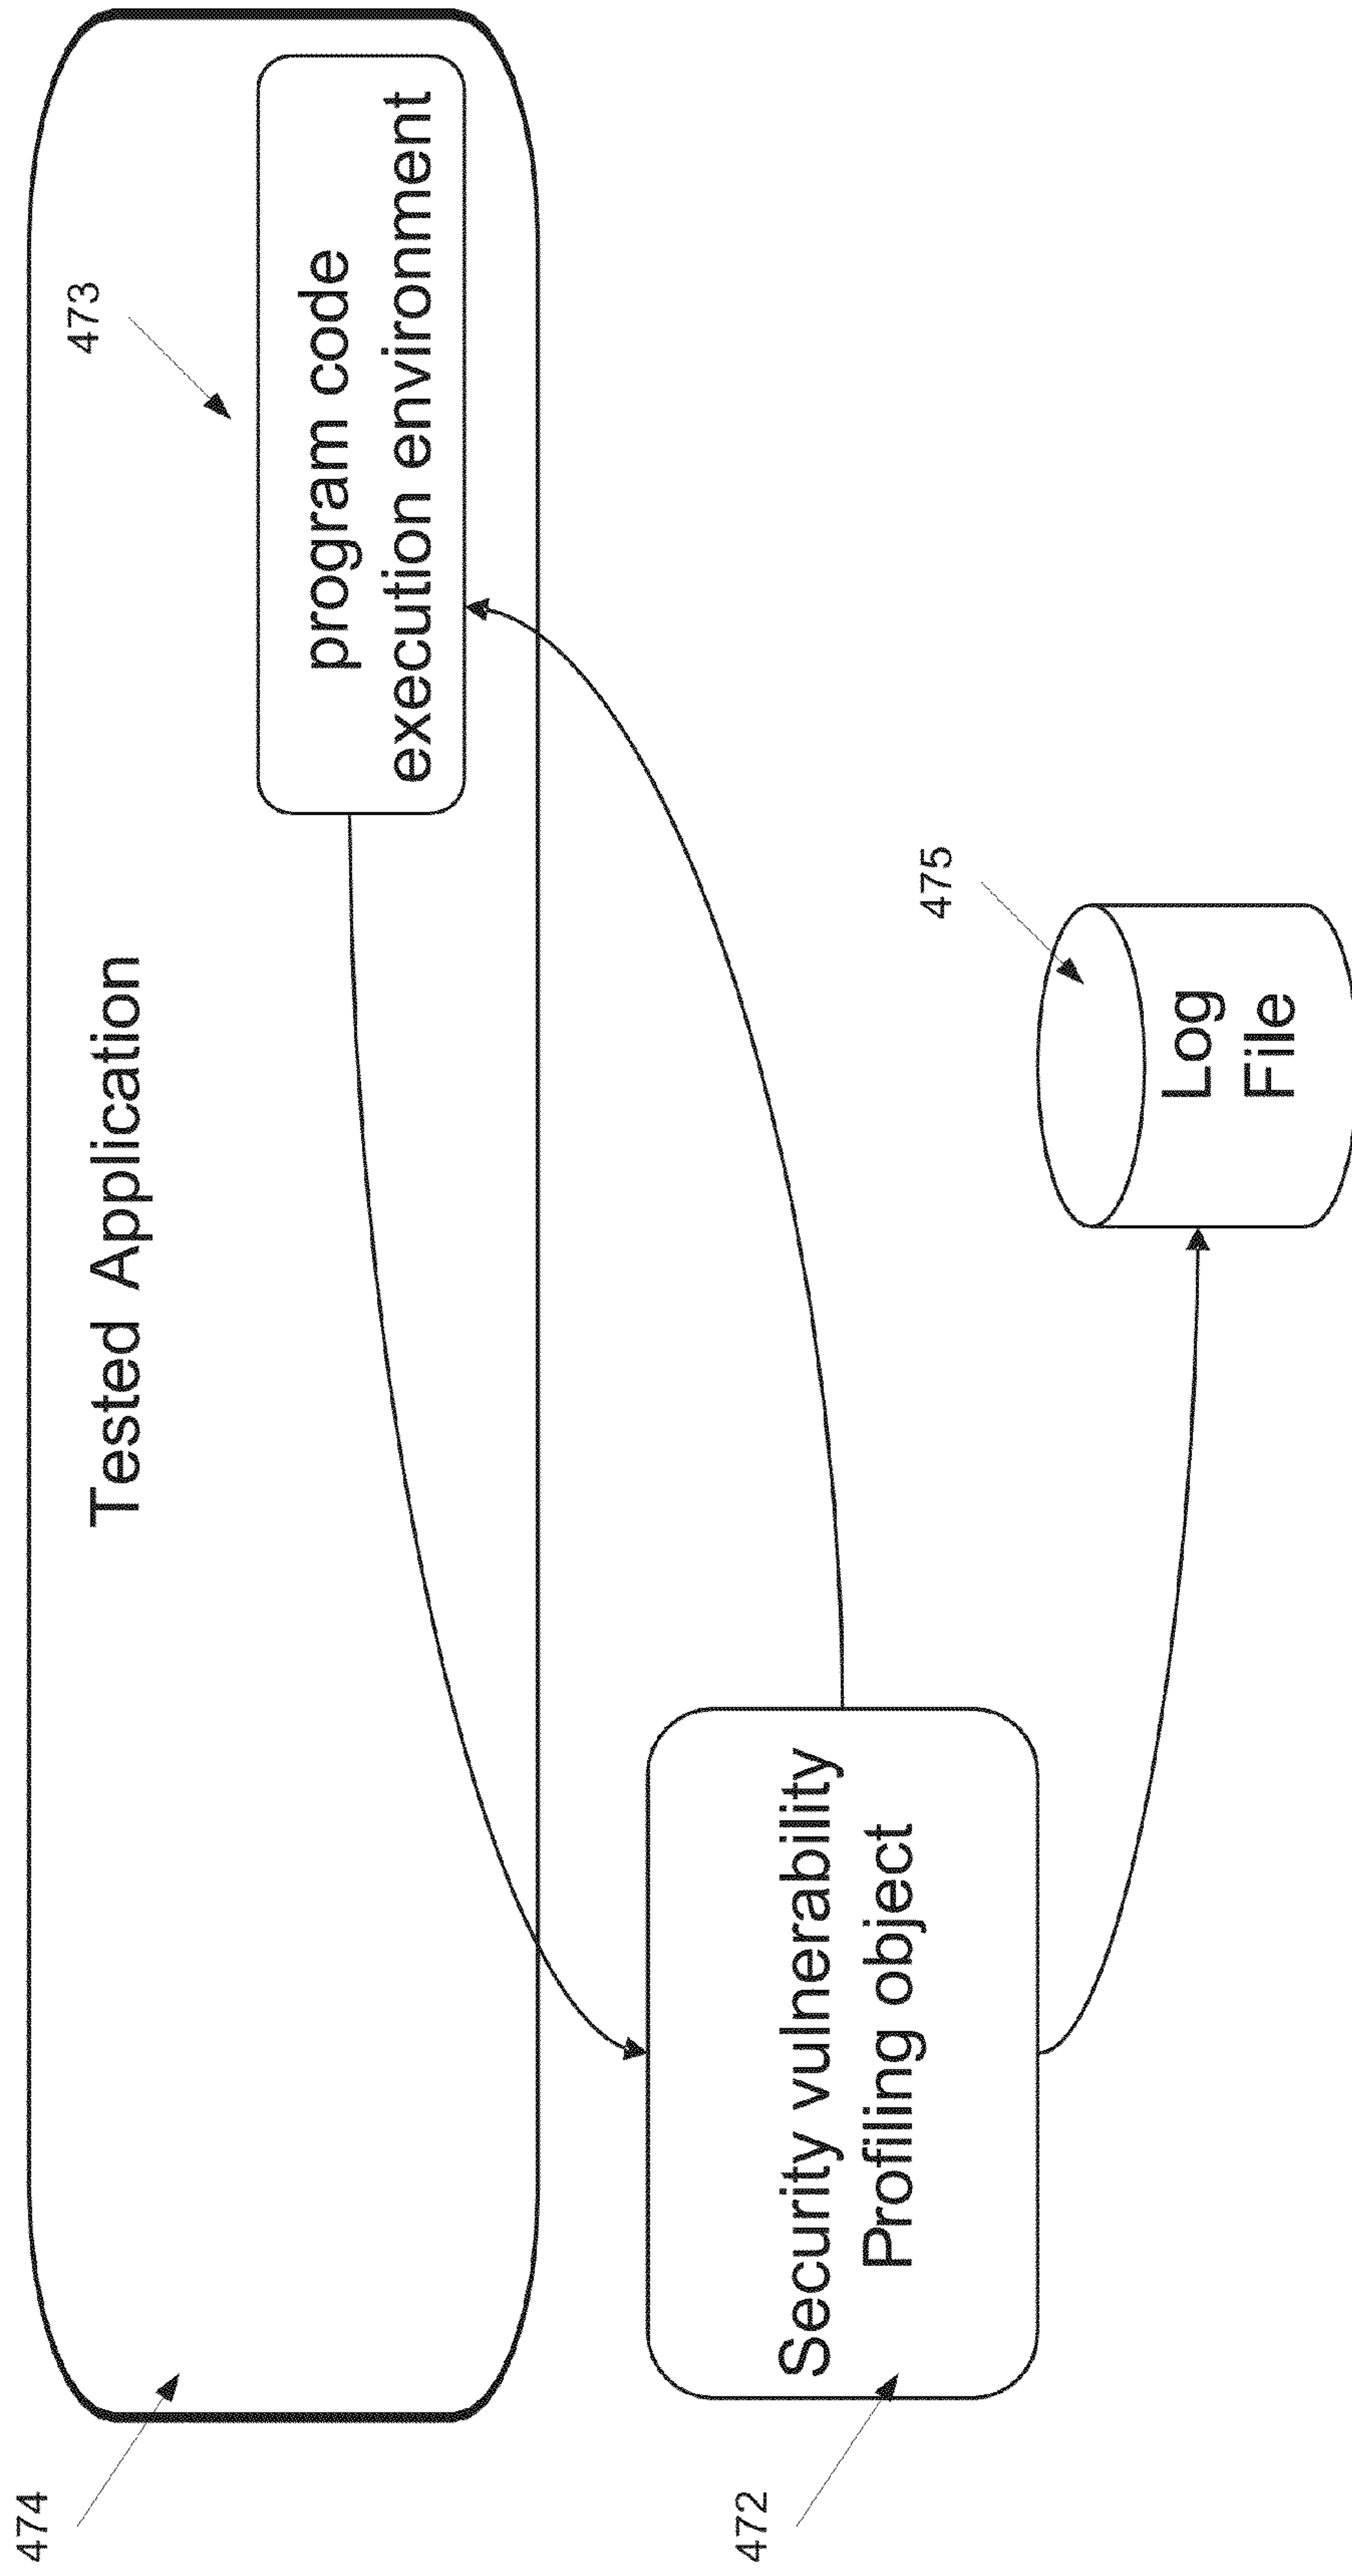 474
Tested Application
473
program code
execution environment
472
Security vulnerability
Profiling object
475
Log
File